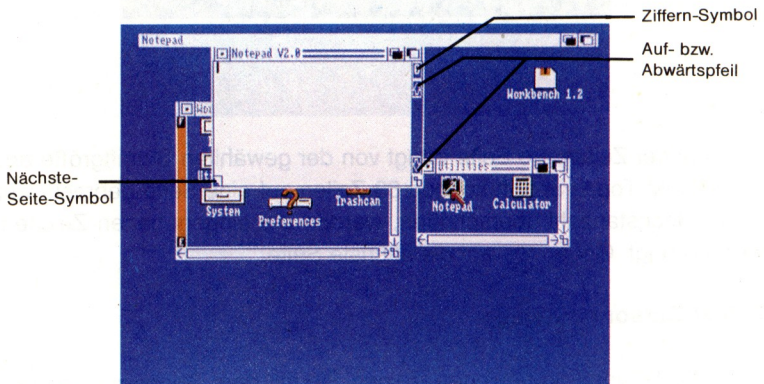 Ziffern-Symbol
Auf- bzw.
Abwärtspfeil
Notepad
Notepad V2.0
Workbench 1.2
Utilities
Nächste-
Seite-Symbol
System
Preferences
Trashcan
Notepad
Calculator